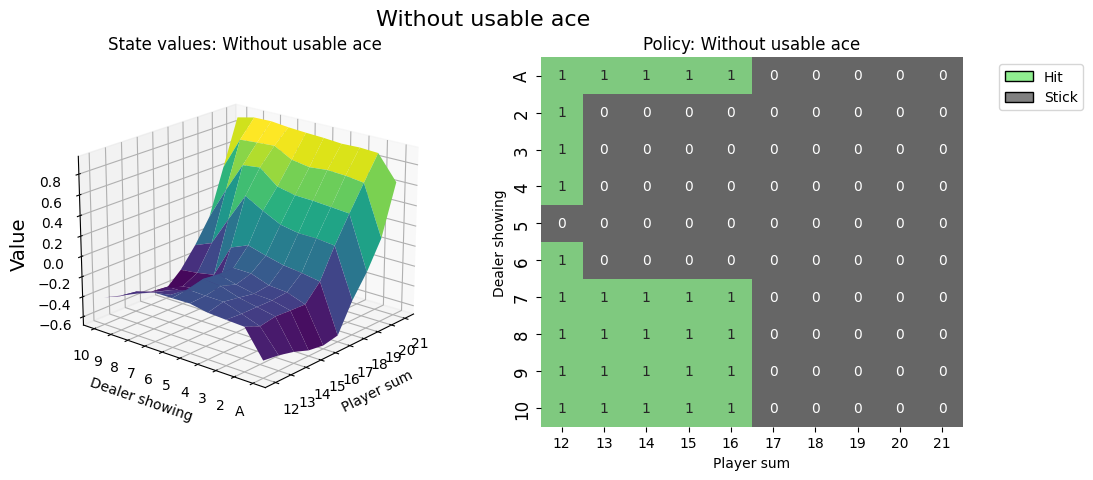 Without usable ace
State values: Without usable ace
Value
0.8
0.6
0.4
0.2
0.0
−0.2
−0.4
−0.6
10 9 8 7 6 5 4 3 2 A
Dealer showing
12 13 14 15 16 17 18 19 20 21
Player sum
Policy: Without usable ace
Dealer showing
A 1 1 1 1 1 0 0 0 0 0
2 1 0 0 0 0 0 0 0 0 0
3 1 0 0 0 0 0 0 0 0 0
4 1 0 0 0 0 0 0 0 0 0
5 0 0 0 0 0 0 0 0 0 0
6 1 0 0 0 0 0 0 0 0 0
7 1 1 1 1 1 0 0 0 0 0
8 1 1 1 1 1 0 0 0 0 0
9 1 1 1 1 1 0 0 0 0 0
10 1 1 1 1 1 0 0 0 0 0
12 13 14 15 16 17 18 19 20 21
Player sum
Hit
Stick